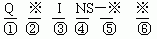 Q ※ I NS－※ ※
① ② ③ ④ ⑤ ⑥